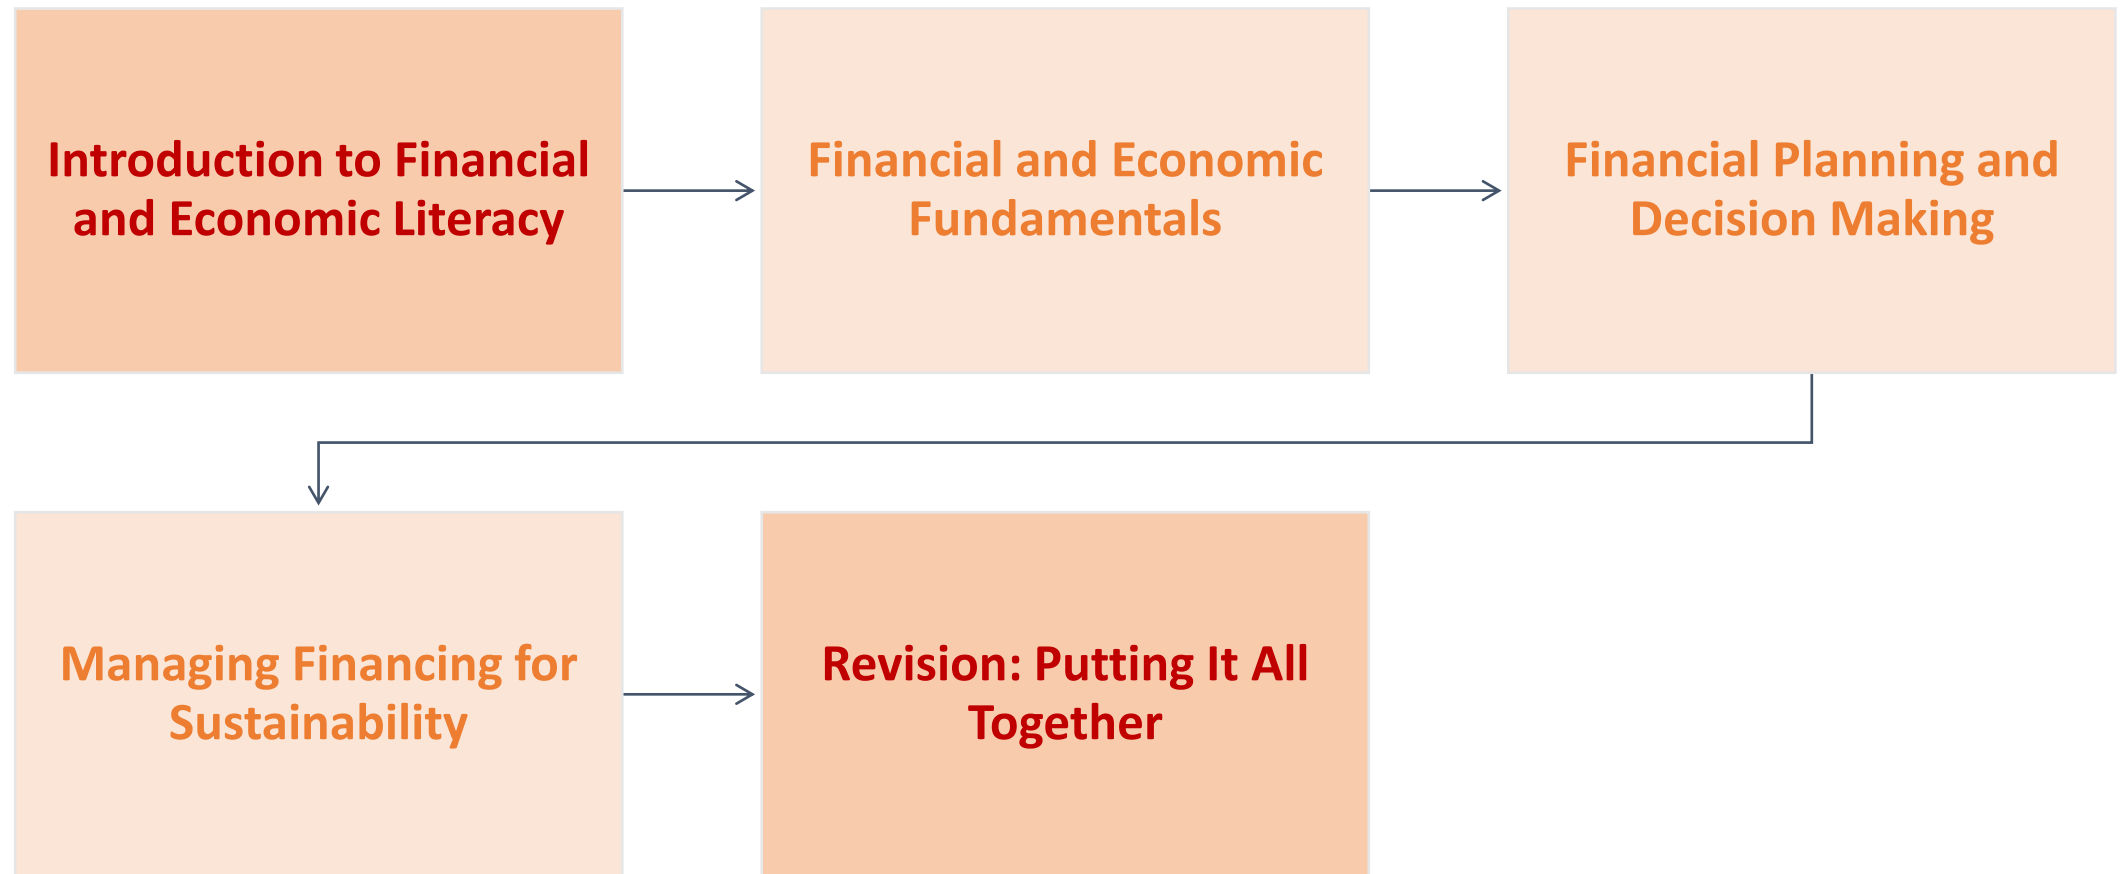 Introduction to Financial
and Economic Literacy
Financial and Economic
Fundamentals
Financial Planning and
Decision Making
Managing Financing for
Sustainability
Revision: Putting It All
Together